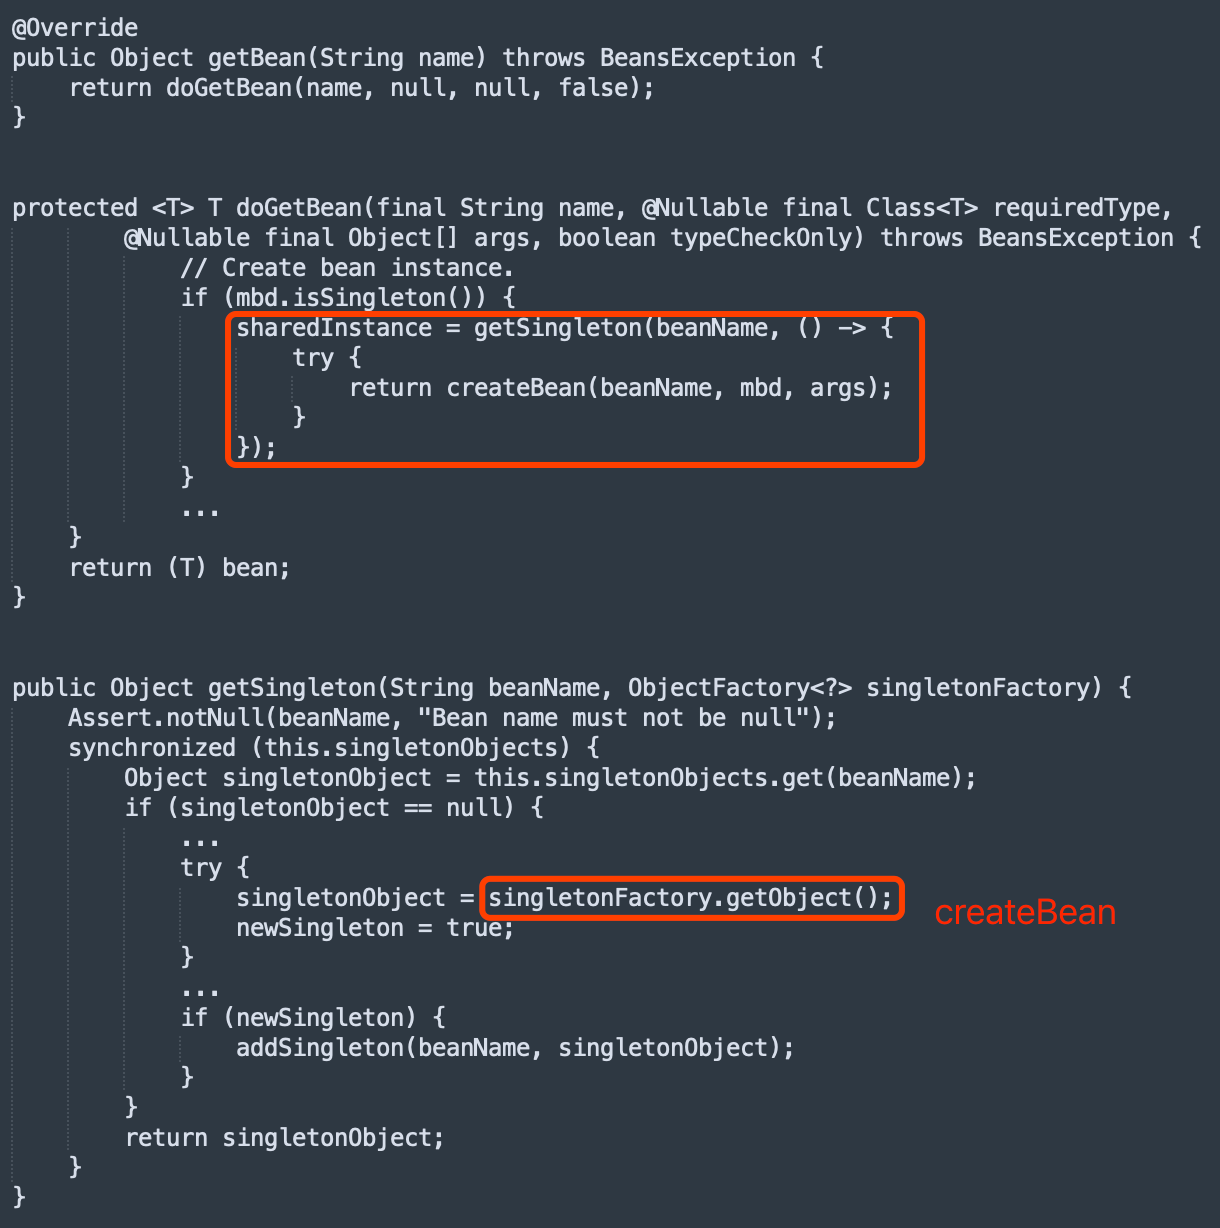 @Override
public Object getBean(String name) throws BeansException {
    return doGetBean(name, null, null, false);
}
protected <T> T doGetBean(final String name, @Nullable final Class<T> requiredType,
        @Nullable final Object[] args, boolean typeCheckOnly) throws BeansException {
            // Create bean instance.
            if (mbd.isSingleton()) {
                sharedInstance = getSingleton(beanName, () -> {
                    try {
                        return createBean(beanName, mbd, args);
                    }
                });
            }
            ...
    }
    return (T) bean;
}
public Object getSingleton(String beanName, ObjectFactory<?> singletonFactory) {
    Assert.notNull(beanName, "Bean name must not be null");
    synchronized (this.singletonObjects) {
        Object singletonObject = this.singletonObjects.get(beanName);
        if (singletonObject == null) {
            ...
            try {
                singletonObject = singletonFactory.getObject(); createBean
                newSingleton = true;
            }
            ...
            if (newSingleton) {
                addSingleton(beanName, singletonObject);
            }
        }
        return singletonObject;
    }
}